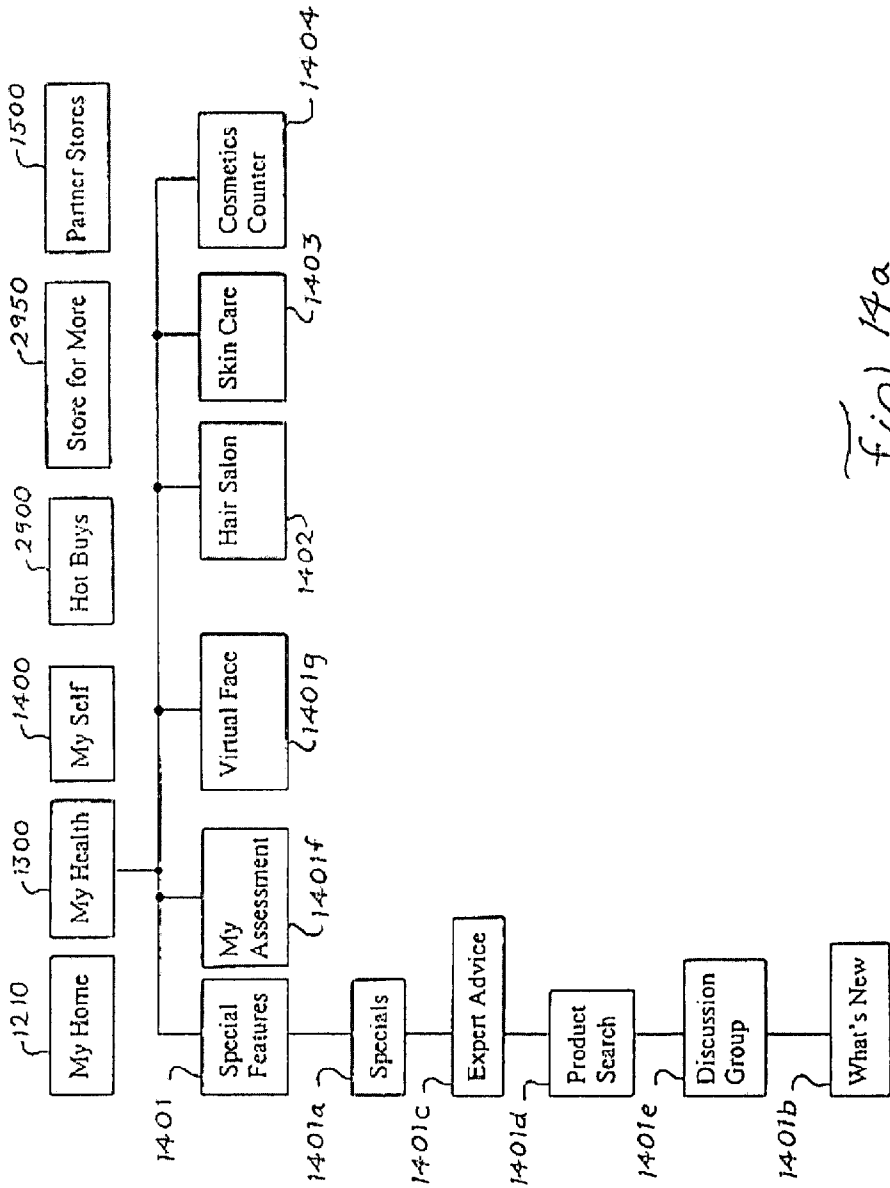 1210
1300
1400
2900
2950
1500
My Home
My Health
My Self
Hot Buys
Store for More
Partner Stores
1401
Special
Features
My
Assessment
Virtual Face
Hair Salon
Skin Care
Cosmetics
Counter
1401f
1401g
1402
1403
1404
1401a
Specials
1401c
Expert Advice
1401d
Product
Search
1401e
Discussion
Group
1401b
What's New
14a